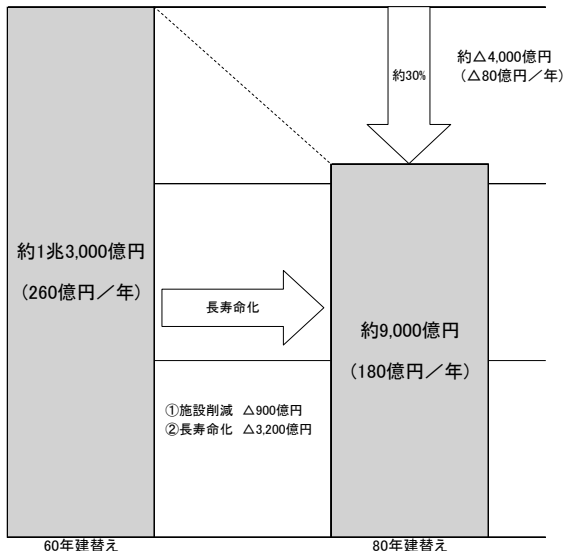 約1兆3,000億円
（260億円／年）
約30%
約△4,000億円
（△80億円／年）
長寿命化
約9,000億円
（180億円／年）
①施設削減　△900億円
②長寿命化　△3,200億円
60年建替え
80年建替え